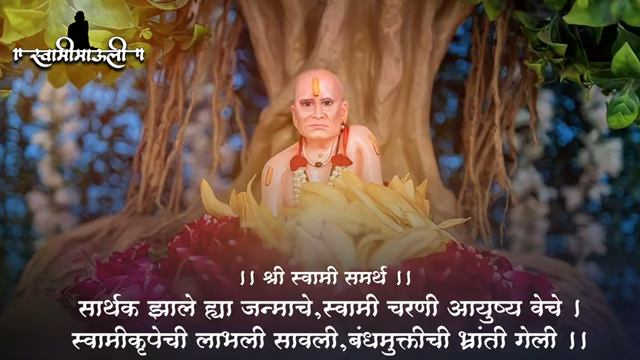 " स्वामीमाऊली "
।। श्री स्वामी समर्थ ।।
सार्थक झाले ह्या जन्माचे,स्वामी चरणी आयुष्य वेचे ।
स्वामीकृपेची लाभली सावली,बंधमुक्तीची भ्राती गेली ।।